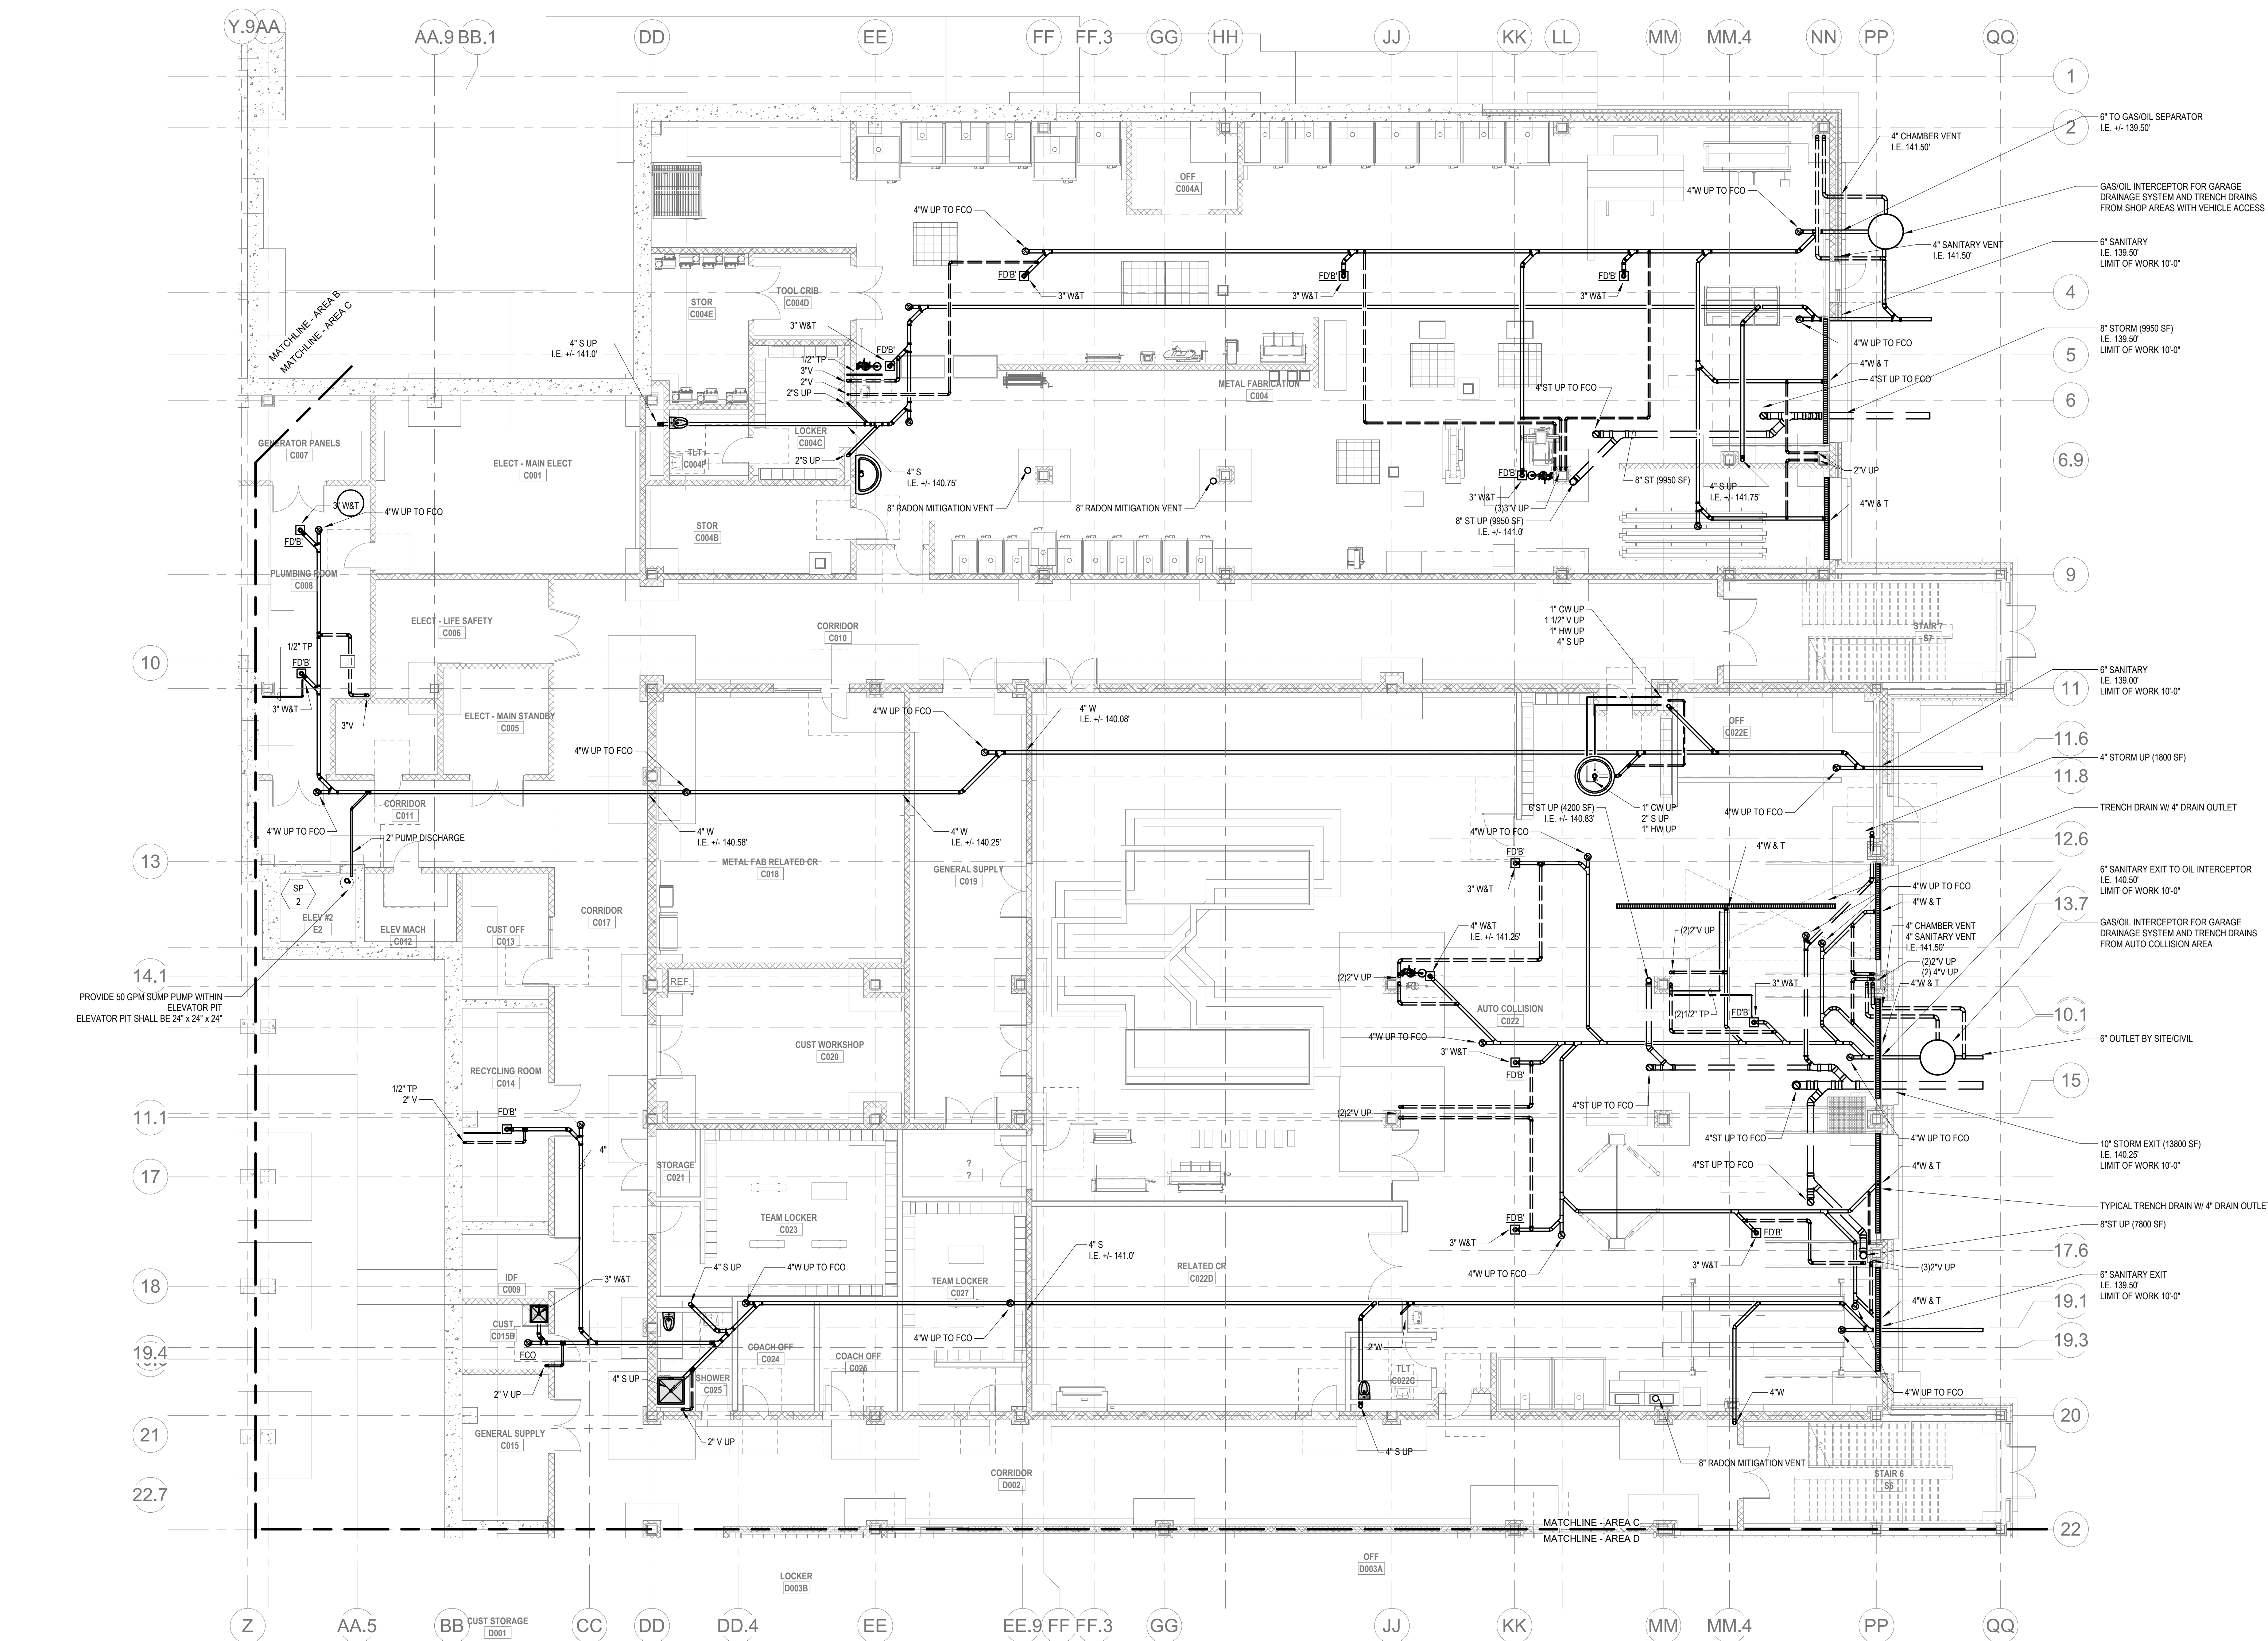 Y.9
AA
AA.9
BB.1
DD
EE
FF
FF.3
GG
HH
JJ
KK
LL
MM
MM.4
NN
PP
QQ
1
2
4
5
6
6.9
9
11
11.6
11.8
12.6
13.7
10.1
15
17.6
19.1
19.3
20
22
10
13
14.1
11.1
17
18
19.4
21
22.7
6" TO GAS/OIL SEPARATOR
I.E. +/- 139.50'
4" CHAMBER VENT
I.E. 141.50'
GAS/OIL INTERCEPTOR FOR GARAGE
DRAINAGE SYSTEM AND TRENCH DRAINS
FROM SHOP AREAS WITH VEHICLE ACCESS
4"W UP TO FCO
4" SANITARY VENT
I.E. 141.50'
6" SANITARY
I.E. 139.50'
LIMIT OF WORK 10'-0"
8" STORM (9950 SF)
I.E. 139.50'
LIMIT OF WORK 10'-0"
4"W UP TO FCO
4"W & T
4"ST UP TO FCO
4"ST UP TO FCO
2"V UP
4"W & T
4" S UP
I.E. +/- 141.75'
8" ST (9950 SF)
OFF
C004A
4"W UP TO FCO
FD'B'
3" W&T
FD'B'
3" W&T
FD'B'
3" W&T
MATCHLINE - AREA B
MATCHLINE - AREA C
STOR
C004E
TOOL CRIB
C004D
3" W&T
FD'B'
1/2" TP
3"V
2"V
2"S UP
4" S UP
I.E. +/- 141.0'
METAL FABRICATION
C004
LOCKER
C004C
TLT
C004F
2"S UP
4" S
I.E. +/- 140.75'
GENERATOR PANELS
C007
ELECT - MAIN ELECT
C001
8" RADON MITIGATION VENT
8" RADON MITIGATION VENT
FD'B'
3" W&T
(3)3"V UP
8" ST UP (9950 SF)
I.E. +/- 141.0'
STOR
C004B
3" W&T
4"W UP TO FCO
FD'B'
PLUMBING ROOM
C008
ELECT - LIFE SAFETY
C006
CORRIDOR
C010
1" CW UP
1 1/2" V UP
1" HW UP
4" S UP
STAIR 7
S7
1/2" TP
FD'B'
3" W&T
3"V
ELECT - MAIN STANDBY
C005
4"W UP TO FCO
4" W
I.E. +/- 140.08'
OFF
C022E
6" SANITARY
I.E. 139.00'
LIMIT OF WORK 10'-0"
4"W UP TO FCO
4" STORM UP (1800 SF)
CORRIDOR
C011
4"W UP TO FCO
2" PUMP DISCHARGE
4" W
I.E. +/- 140.58'
4" W
I.E. +/- 140.25'
6"ST UP (4200 SF)
I.E. +/- 140.83'
1" CW UP
2" S UP
1" HW UP
4"W UP TO FCO
TRENCH DRAIN W/ 4" DRAIN OUTLET
4"W UP TO FCO
FD'B'
3" W&T
4"W & T
METAL FAB RELATED CR
C018
GENERAL SUPPLY
C019
SP
2
ELEV #2
E2
ELEV MACH
C012
CUST OFF
C013
CORRIDOR
C017
4"W UP TO FCO
4"W & T
6" SANITARY EXIT TO OIL INTERCEPTOR
I.E. 140.50'
LIMIT OF WORK 10'-0"
4" CHAMBER VENT
4" SANITARY VENT
I.E. 141.50'
GAS/OIL INTERCEPTOR FOR GARAGE
DRAINAGE SYSTEM AND TRENCH DRAINS
FROM AUTO COLLISION AREA
4" W&T
I.E. +/- 141.25'
(2)2"V UP
(2)2"V UP
(2)2"V UP
(2) 4"V UP
4"W & T
3" W&T
(2)1/2" TP
FD'B'
REF.
PROVIDE 50 GPM SUMP PUMP WITHIN
ELEVATOR PIT
ELEVATOR PIT SHALL BE 24" x 24" x 24"
AUTO COLLISION
C022
6" OUTLET BY SITE/CIVIL
4"W UP TO FCO
3" W&T
FD'B'
CUST WORKSHOP
C020
RECYCLING ROOM
C014
1/2" TP
2" V
FD'B'
4"
(2)2"V UP
4"ST UP TO FCO
4"ST UP TO FCO
4"W UP TO FCO
10" STORM EXIT (13800 SF)
I.E. 140.25'
LIMIT OF WORK 10'-0"
4"ST UP TO FCO
4"W & T
STORAGE
C021
?
?
TYPICAL TRENCH DRAIN W/ 4" DRAIN OUTLET
TEAM LOCKER
C023
FD'B'
3" W&T
FD'B'
3" W&T
8"ST UP (7800 SF)
4" S
I.E. +/- 141.0'
(3)2"V UP
RELATED CR
C022D
4"W UP TO FCO
6" SANITARY EXIT
I.E. 139.50'
LIMIT OF WORK 10'-0"
4"W & T
IDF
C009
3" W&T
4" S UP
4"W UP TO FCO
TEAM LOCKER
C027
4"W UP TO FCO
CUST
C015B
FCO
2" V UP
COACH OFF
C024
COACH OFF
C026
SHOWER
C025
4" S UP
2" V UP
2"W
TLT
C022C
4" S UP
4"W
4"W UP TO FCO
GENERAL SUPPLY
C015
CORRIDOR
D002
8" RADON MITIGATION VENT
STAIR 6
S6
MATCHLINE - AREA C
MATCHLINE - AREA D
OFF
D003A
LOCKER
D003B
CUST STORAGE
D001
Z
AA.5
BB
CC
DD
DD.4
EE
EE.9
FF
FF.3
GG
JJ
KK
MM
MM.4
PP
QQ